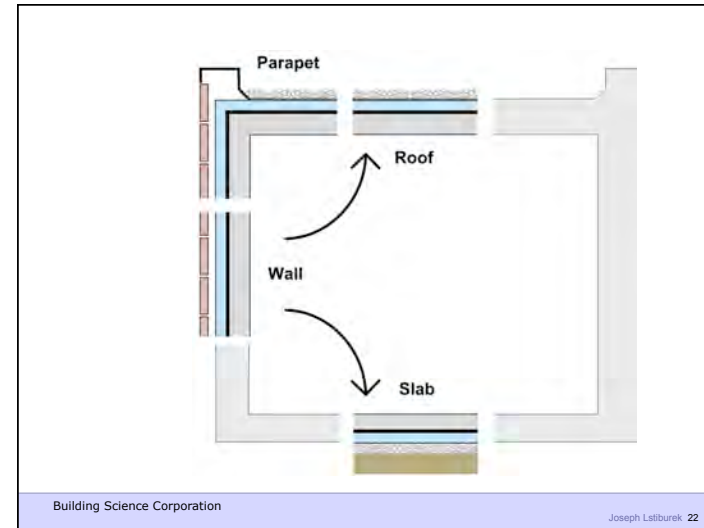 Parapet
Roof
Wall
Slab
Building Science Corporation
Joseph Lstiburek 22